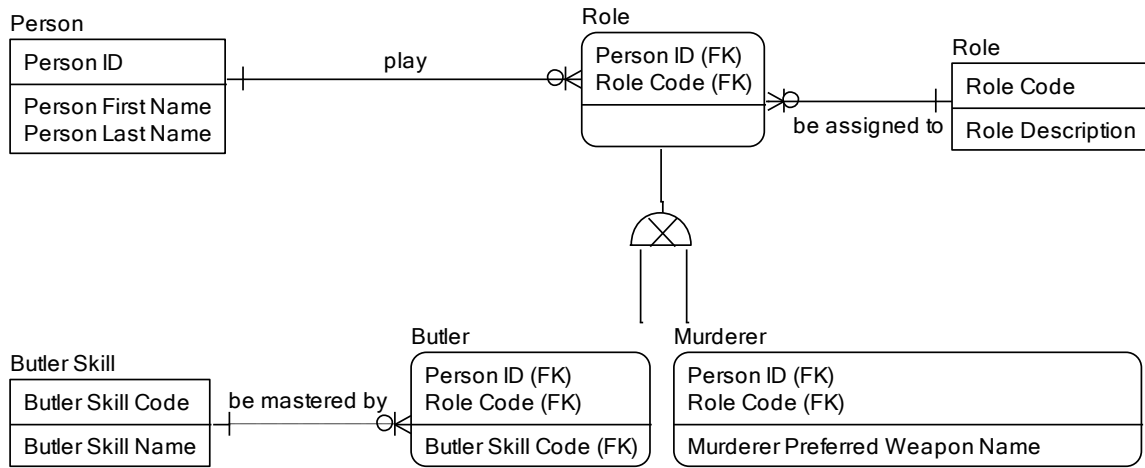 Person
Person ID
Person First Name
Person Last Name
play
Role
Person ID (FK)
Role Code (FK)
be assigned to
Role
Role Code
Role Description
Butler Skill
Butler Skill Code
Butler Skill Name
be mastered by
Butler
Person ID (FK)
Role Code (FK)
Butler Skill Code (FK)
Murderer
Person ID (FK)
Role Code (FK)
Murderer Preferred Weapon Name